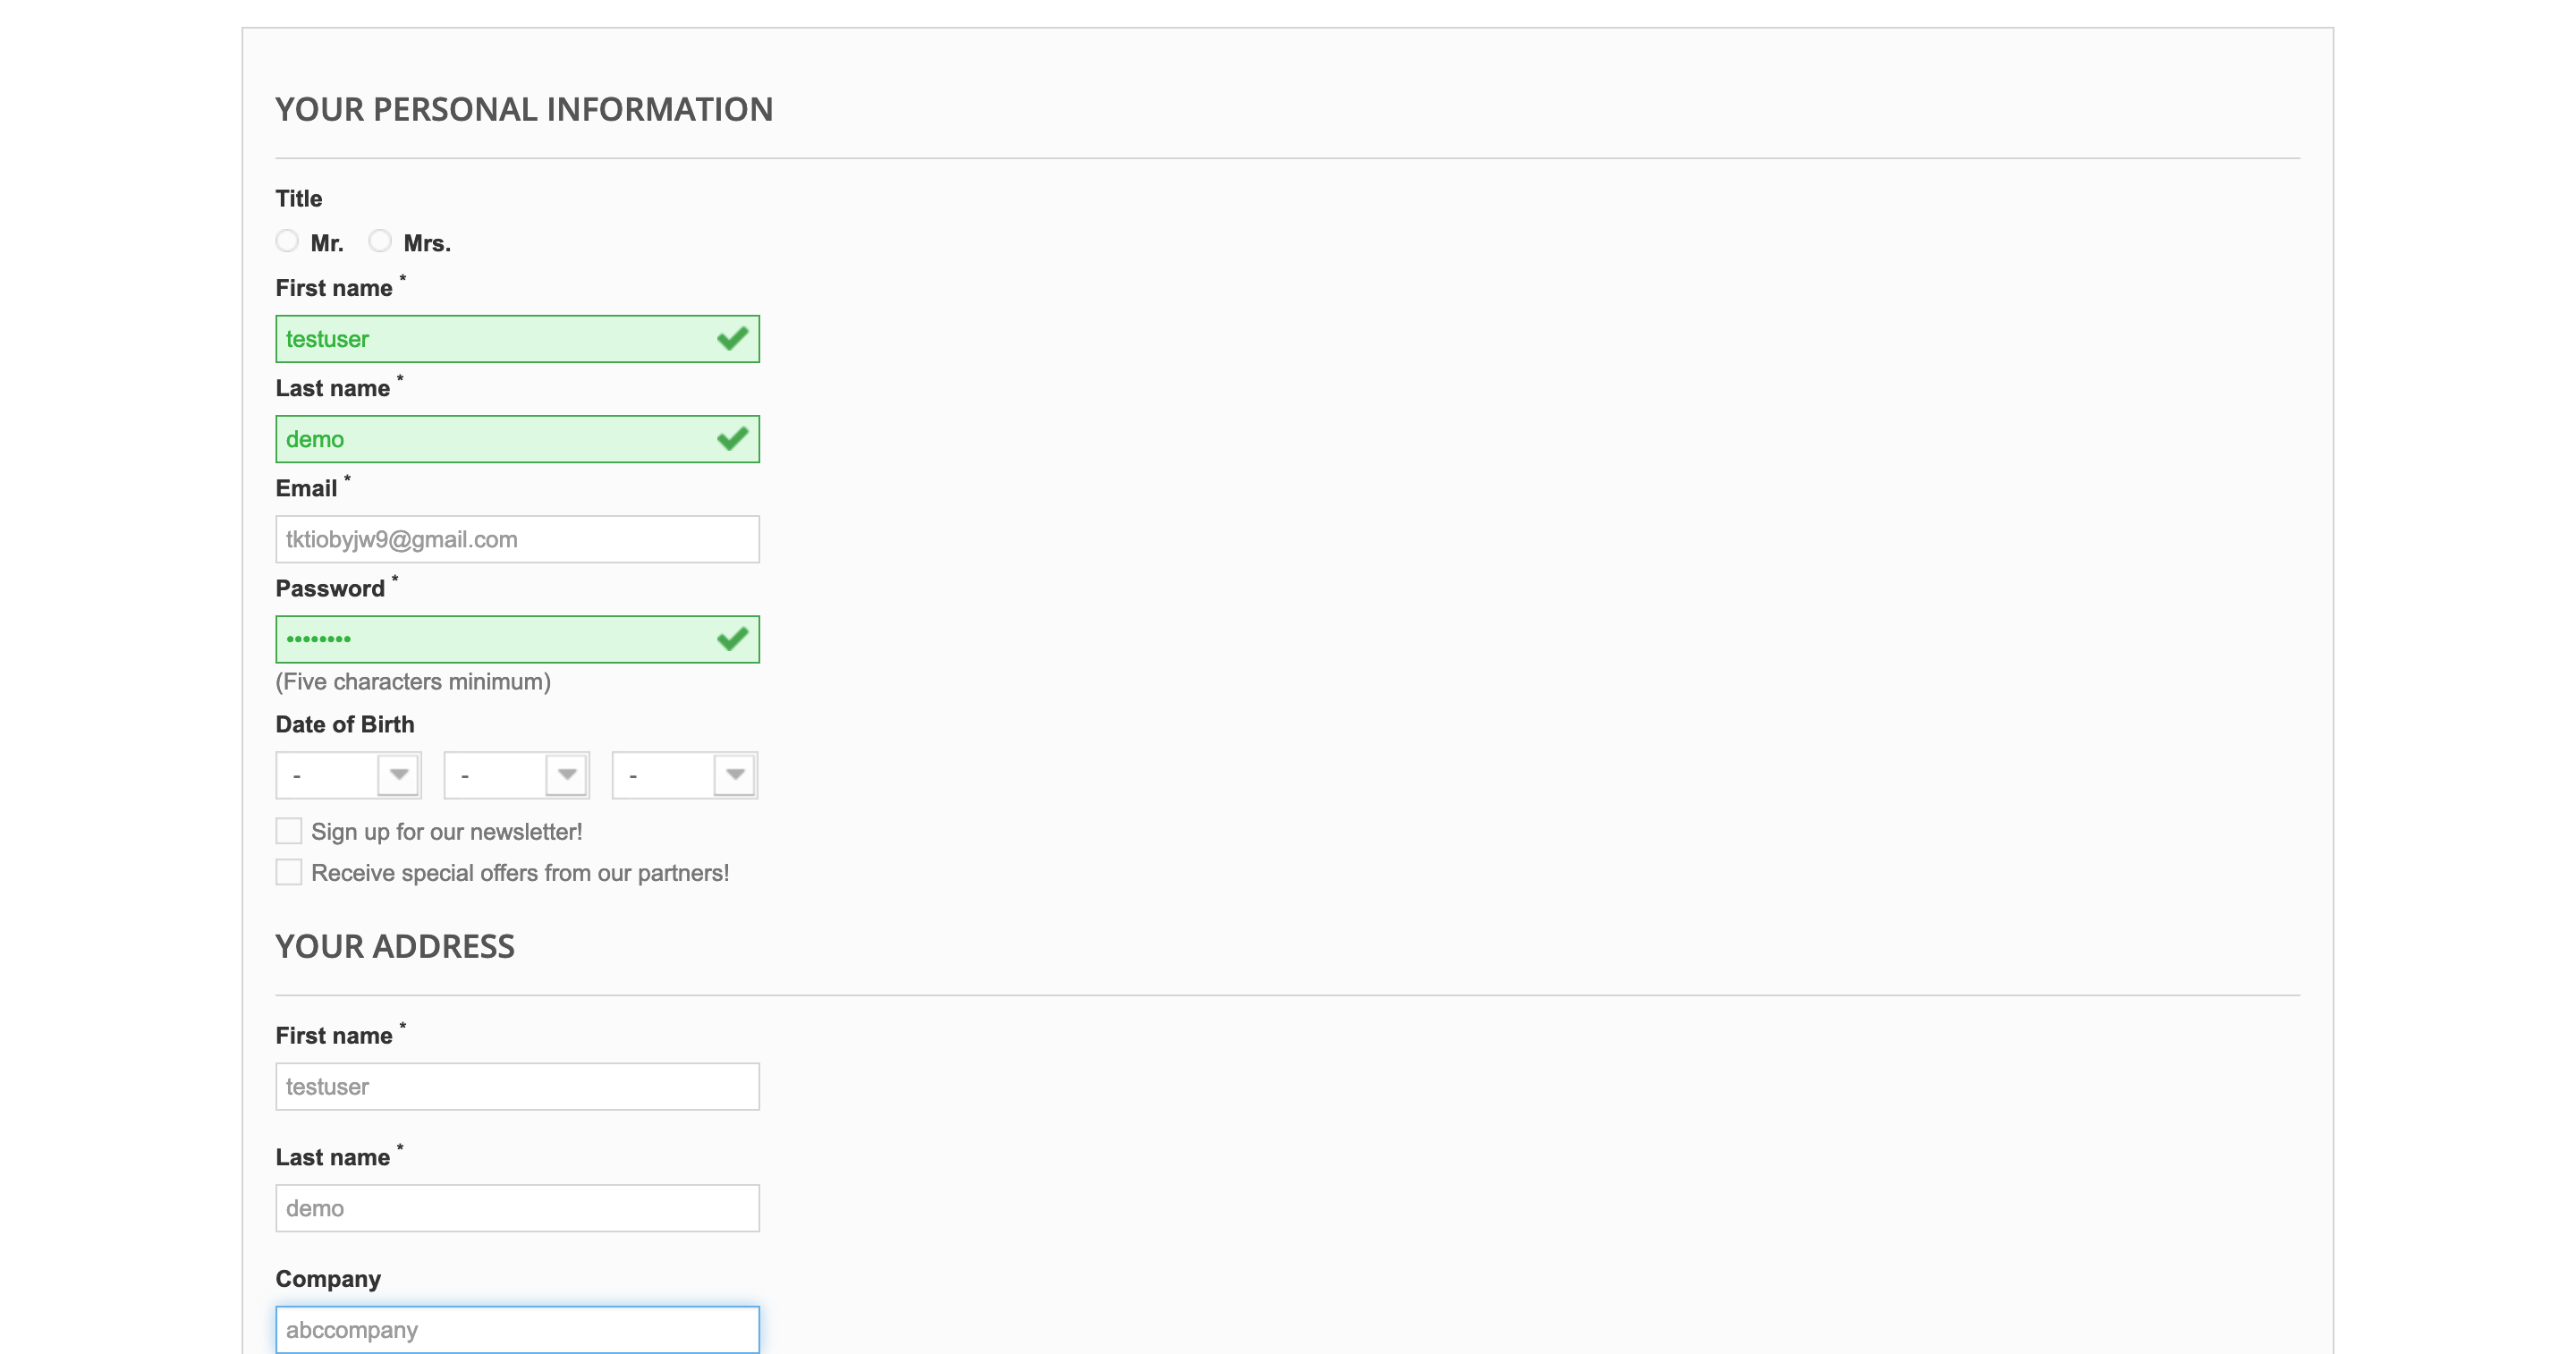 YOUR PERSONAL INFORMATION
Title
Mr. Mrs.
First name *
testuser
Last name *
demo
Email *
tktiobyjw9@gmail.com
Password *
••••••••
(Five characters minimum)
Date of Birth
- - -
Sign up for our newsletter!
Receive special offers from our partners!
YOUR ADDRESS
First name *
testuser
Last name *
demo
Company
abccompany